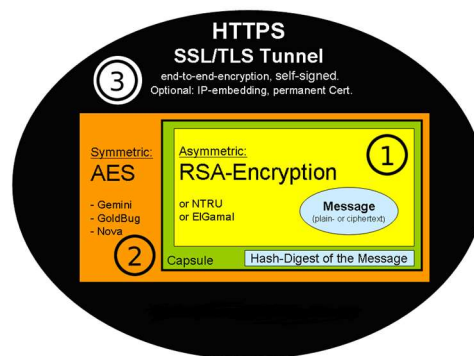 HTTPS
SSL/TLS Tunnel
3
end-to-end-encryption, self-signed.
Optional: IP-embedding, permanent Cert.
Symmetric:
AES
- Gemini
- GoldBug
- Nova
2
Asymmetric:
1
RSA-Encryption
or NTRU
or ElGamal
Message
(plain- or ciphertext)
Capsule
Hash-Digest of the Message